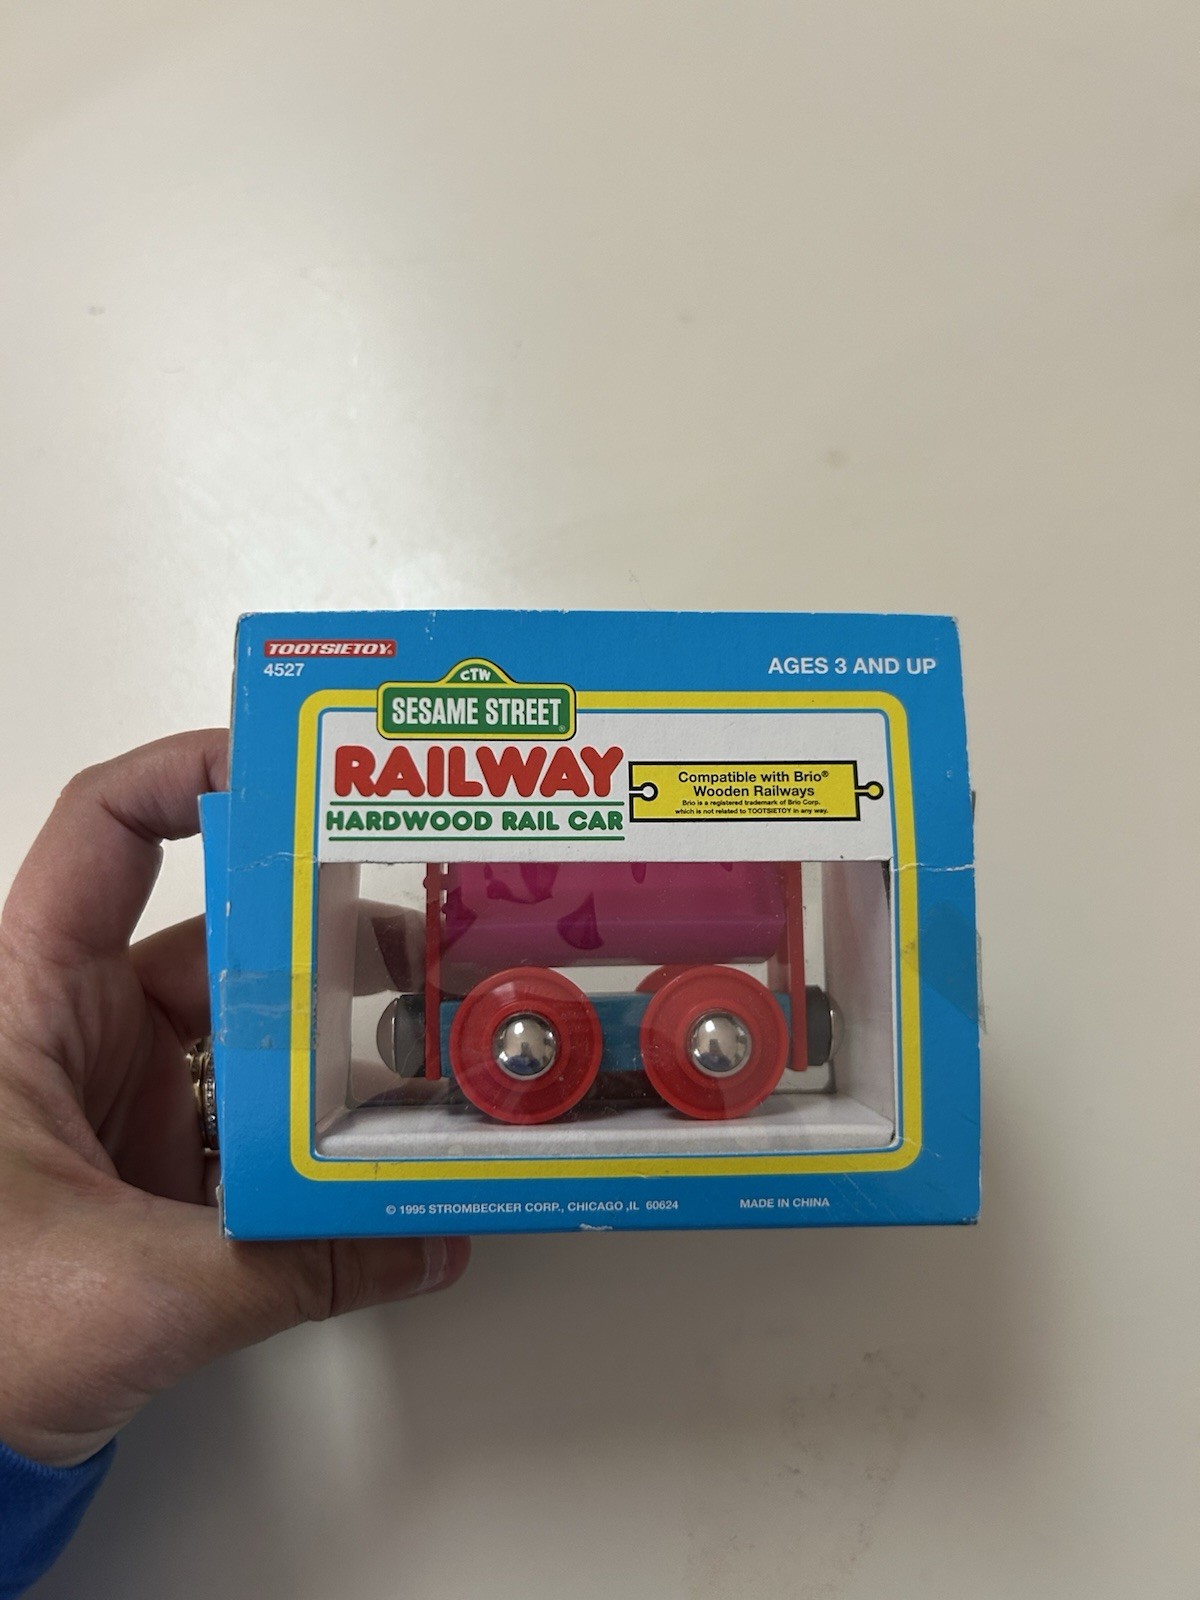 TOOTSIETOY®
4527
AGES 3 AND UP
CTW
SESAME STREET®
RAILWAY
HARDWOOD RAIL CAR
Compatible with Brio®
Wooden Railways
Brio is a registered trademark of Brio Corp.
which is not related to TOOTSIETOY in any way.
© 1995 STROMBECKER CORP., CHICAGO ,IL 60624
MADE IN CHINA